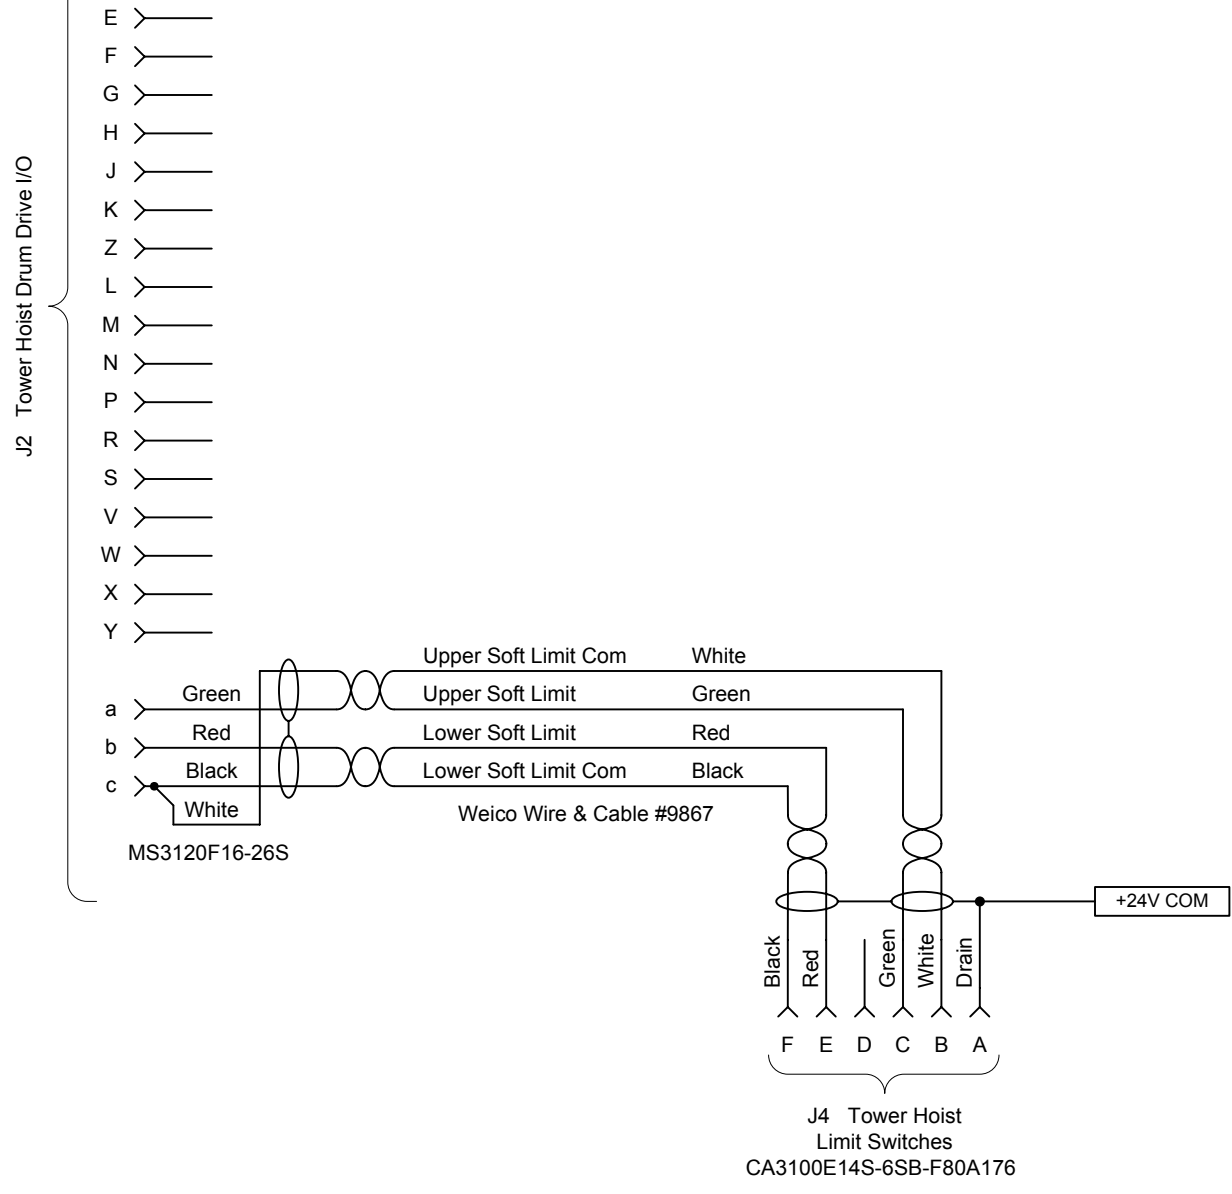 E
F
G
H
J
K
Z
L
M
N
P
R
S
V
W
X
Y
J2 Tower Hoist Drum Drive I/O
Upper Soft Limit Com White
a Green Upper Soft Limit Green
b Red Lower Soft Limit Red
c Black Lower Soft Limit Com Black
White Weico Wire & Cable #9867
MS3120F16-26S
+24V COM
Black Red Green White Drain
F E D C B A
J4 Tower Hoist
Limit Switches
CA3100E14S-6SB-F80A176